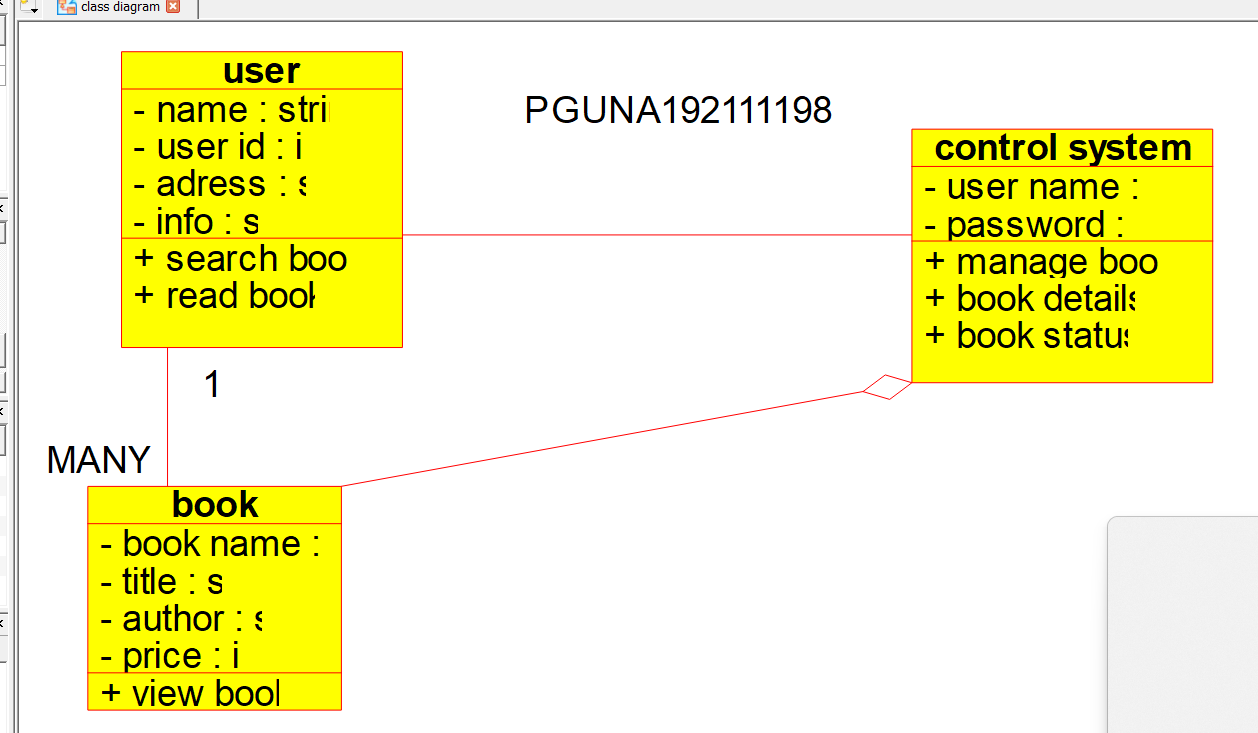 class diagram
user
- name : stri
- user id : i
- adress : s
- info : s
+ search boo
+ read book
PGUNA192111198
control system
- user name :
- password :
+ manage boo
+ book details
+ book status
1
MANY
book
- book name :
- title : s
- author : s
- price : i
+ view book